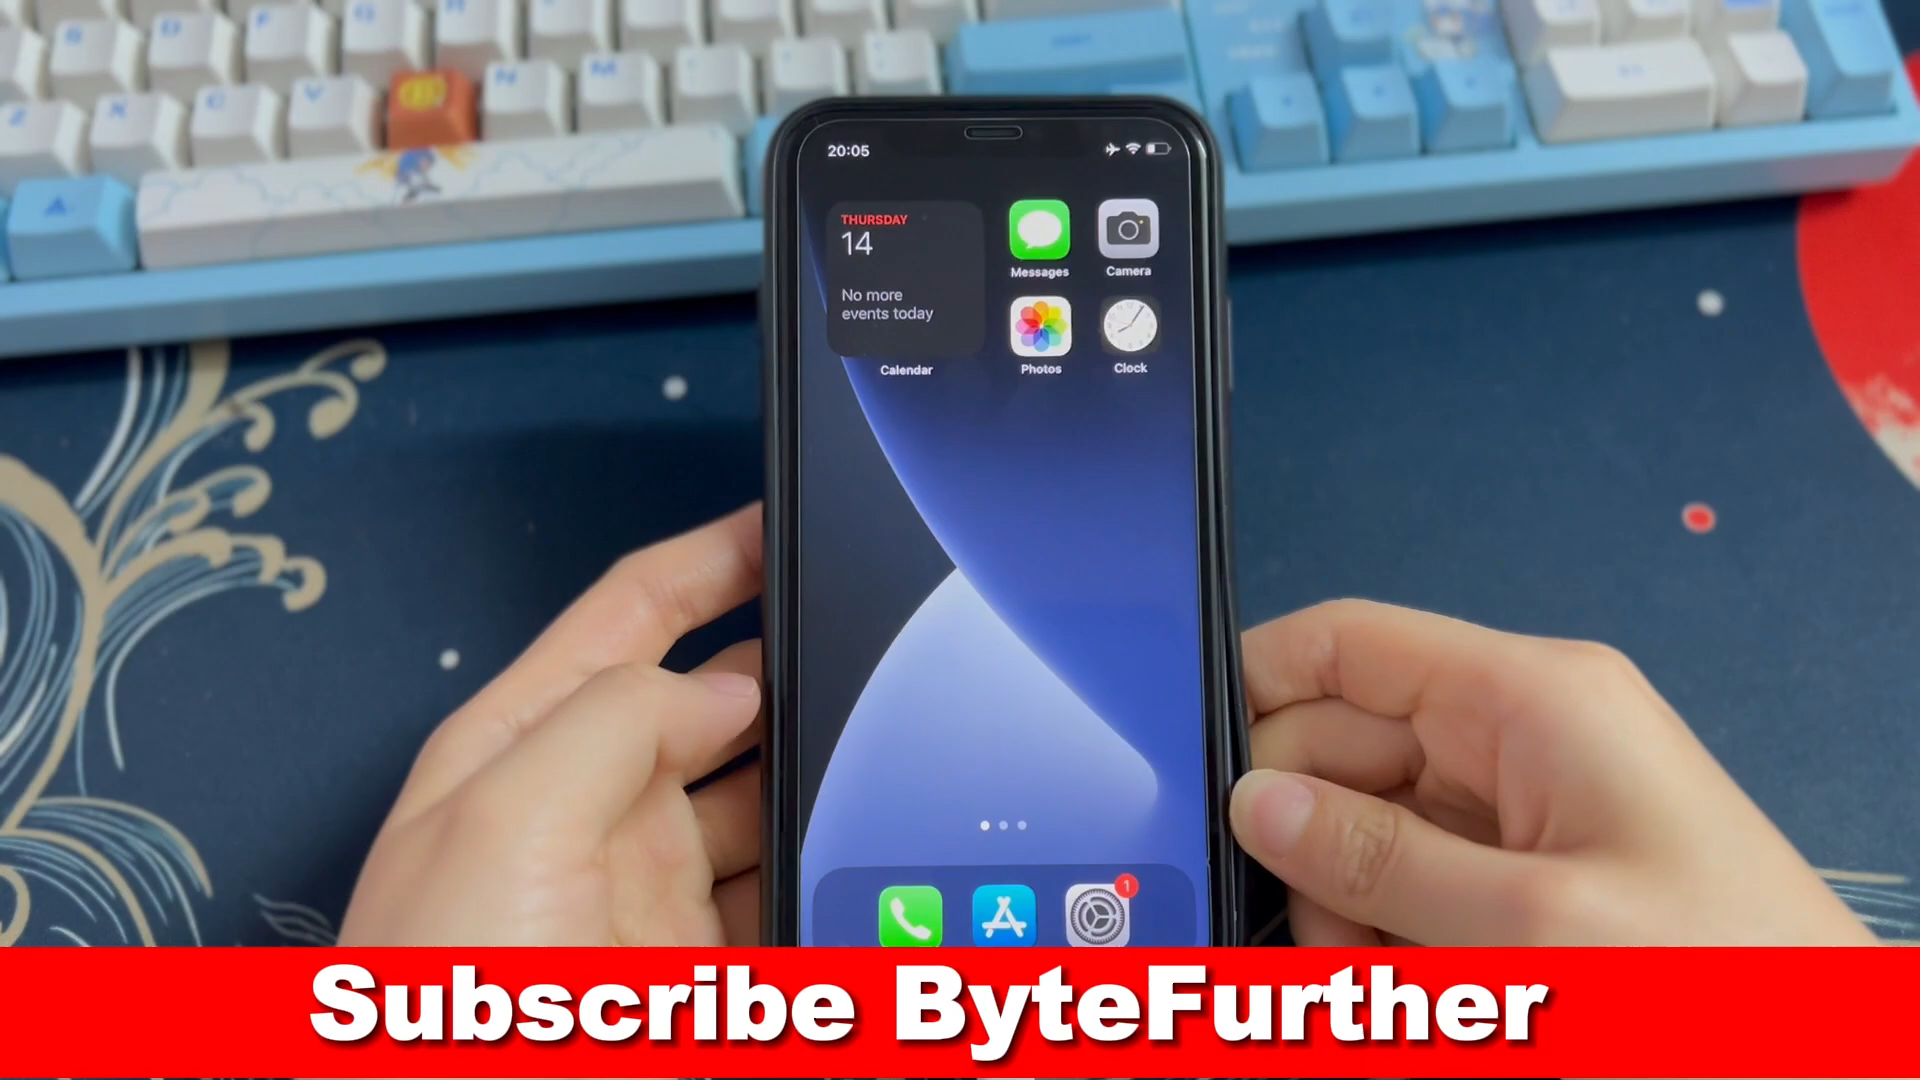 S D F G H
Z X C V B N M
20:05
THURSDAY
14
No more
events today
Calendar
Messages
Camera
Photos
Clock
1
Subscribe ByteFurther